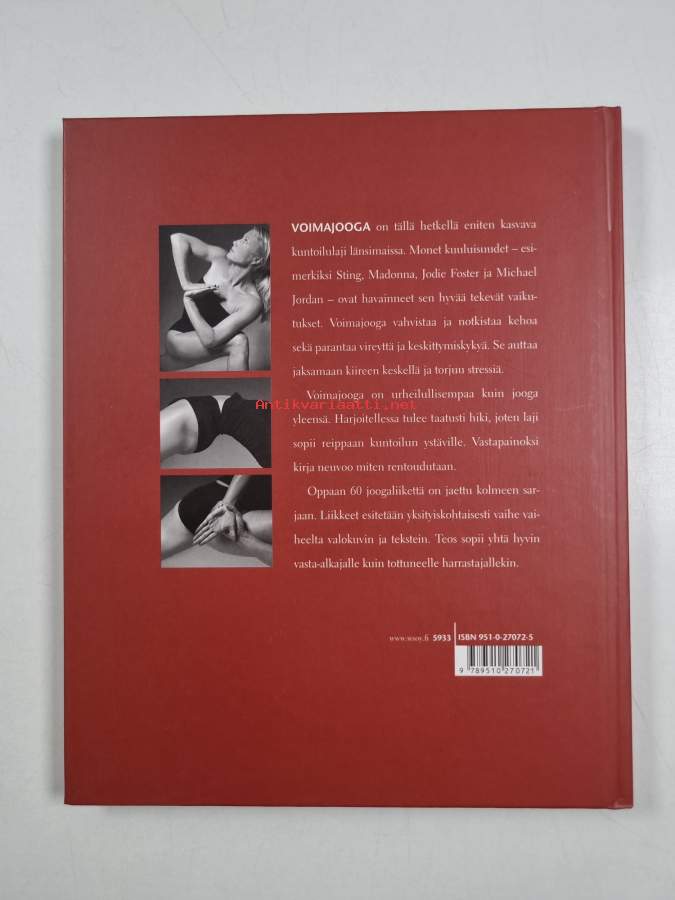 VOIMAJOOGA on tällä hetkellä eniten kasvava
kuntoilulaji länsimaissa. Monet kuuluisuudet – esi-
merkiksi Sting, Madonna, Jodie Foster ja Michael
Jordan – ovat havainneet sen hyvää tekevät vaiku-
tukset. Voimajooga vahvistaa ja notkistaa kehoa
sekä parantaa vireyttä ja keskittymiskykyä. Se auttaa
jaksamaan kiireen keskellä ja torjuu stressiä.
Voimajooga on urheilullisempaa kuin jooga
yleensä. Harjoitellessa tulee taatusti hiki, joten laji
sopii reippaan kuntoilun ystäville. Vastapainoksi
kirja neuvoo miten rentoudutaan.
Oppaan 60 joogaliikettä on jaettu kolmeen sar-
jaan. Liikkeet esitetään yksityiskohtaisesti vaihe vai-
heelta valokuvin ja tekstein. Teos sopii yhtä hyvin
vasta-alkajalle kuin tottuneelle harrastajallekin.
Antikvariaatti.net
www.wsoy.fi 5933 ISBN 951-0-27072-5
9 789510 270721